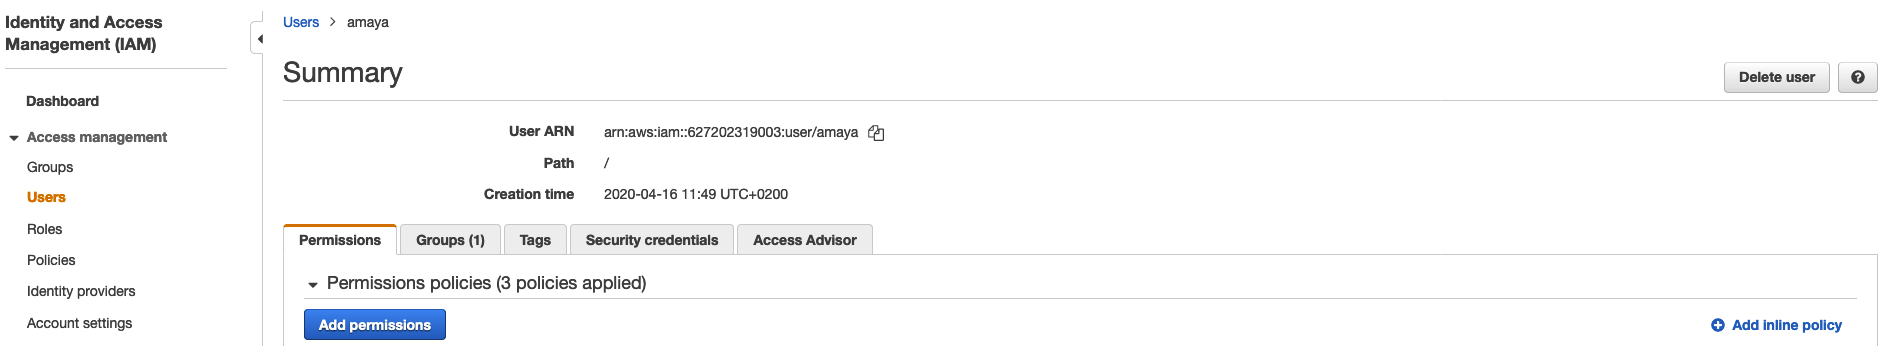 Identity and Access
Management (IAM)
Dashboard
Access management
Groups
Users
Roles
Policies
Identity providers
Account settings
Users > amaya
Summary
Delete user
User ARN arn:aws:iam::627202319003:user/amaya
Path /
Creation time 2020-04-16 11:49 UTC+0200
Permissions Groups (1) Tags Security credentials Access Advisor
Permissions policies (3 policies applied)
Add permissions
Add inline policy